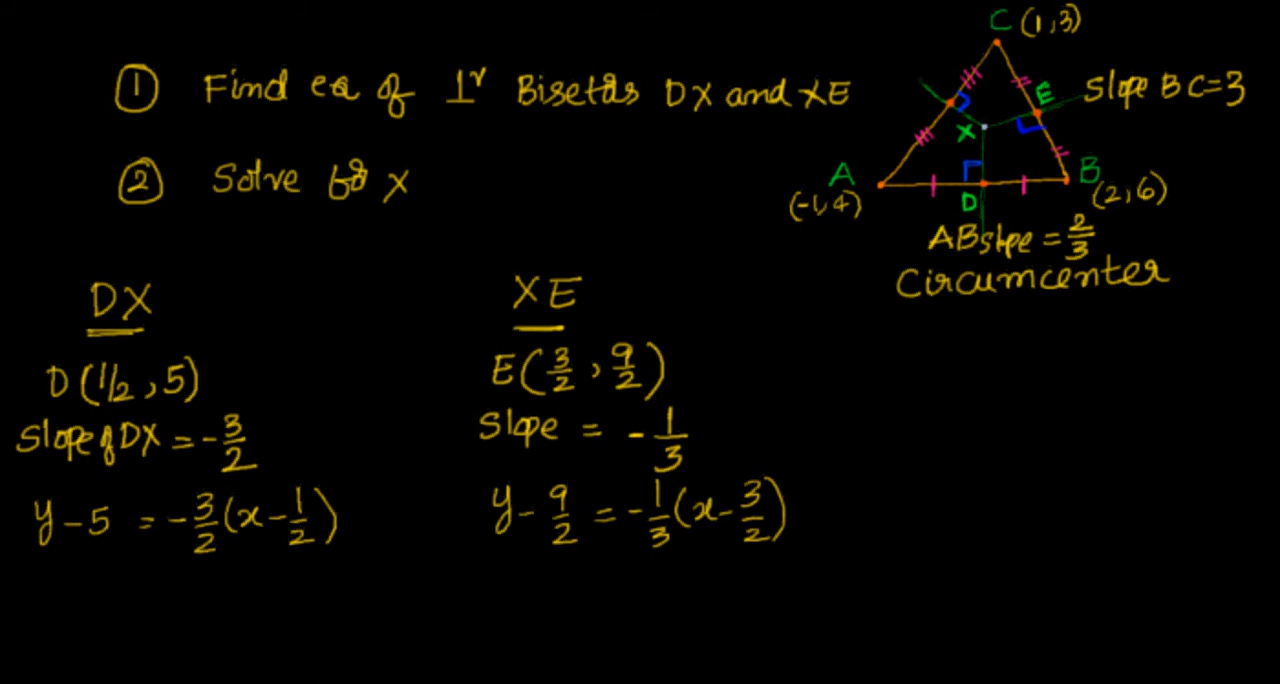 ① Find eq of ⊥r Bisectors DX and XE
② Solve for X
C (1,3)
E
Slope BC=3
X
A
(-1,4)
D
B
(2,6)
AB slope = 2/3
Circumcenter
DX
D(1/2, 5)
Slope of DX = -3/2
y-5 = -3/2(x-1/2)
XE
E(3/2, 9/2)
Slope = -1/3
y-9/2 = -1/3(x-3/2)